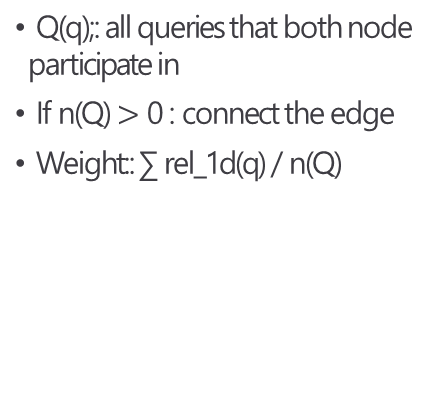 • Q(q);: all queries that both node
participate in
• If n(Q) > 0 : connect the edge
• Weight:: ∑ rel_1d(q) / n(Q)